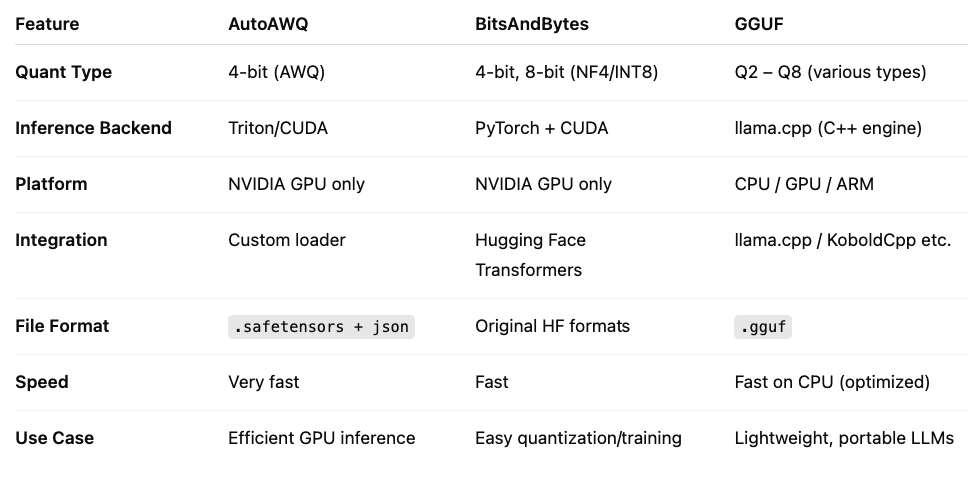 Feature AutoAWQ BitsAndBytes GGUF
Quant Type 4-bit (AWQ) 4-bit, 8-bit (NF4/INT8) Q2 – Q8 (various types)
Inference Backend Triton/CUDA PyTorch + CUDA llama.cpp (C++ engine)
Platform NVIDIA GPU only NVIDIA GPU only CPU / GPU / ARM
Integration Custom loader Hugging Face llama.cpp / KoboldCpp etc.
Transformers
File Format .safetensors + json Original HF formats .gguf
Speed Very fast Fast Fast on CPU (optimized)
Use Case Efficient GPU inference Easy quantization/training Lightweight, portable LLMs